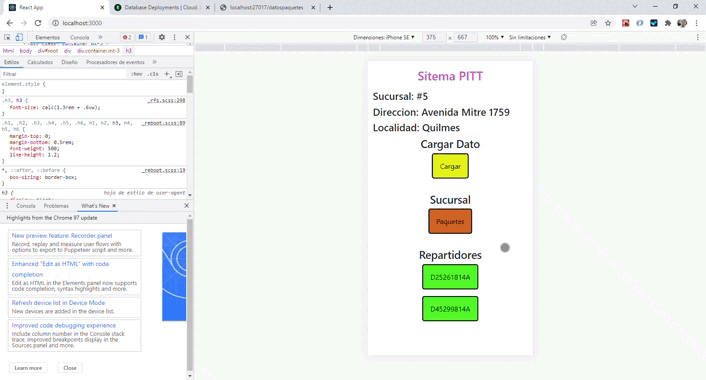 React App
Database Deployments | Cloud:
localhost:27017/datospaquetes
localhost:3000
Elementos
Consola
2
1
html body div#root div div.container.mt-3 h3
Estilos
Calculados
Diseño
Puntos de ruptura del DOM
Procesadores de eventos
Filtrar
:hov .cls
element.style {
}
.h3, h3 {
_rfs.scss:298
font-size: calc(1.3rem + .6vw);
}
.h1, .h2, .h3, .h4, .h5, .h6, h1, h2, h3, h4,
_reboot.scss:89
h5, h6 {
margin-top: 0;
margin-bottom: 0.5rem;
font-weight: 500;
line-height: 1.2;
}
*, ::after, ::before {
_reboot.scss:19
box-sizing: border-box;
}
h3 {
hoja de estilo de user-agent
Consola
Problemas
What's New
Highlights from the Chrome 97 update
New preview feature: Recorder panel
Record, replay and measure user flows with
options to export to Puppeteer script and more.
Enhanced "Edit as HTML" with code
completion
Edit as HTML in the Elements panel now supports
code completion, syntax highlights and more.
Refresh device list in Device Mode
New devices are added in the device list.
Improved code debugging experience
Include column number in the Console stack
trace, improved breakpoints display in the
Sources panel and more.
Learn more
Close
Dimensiones: iPhone SE
375
x
667
100%
Sin limitaciones
Sitema PITT
Sucursal: #5
Direccion: Avenida Mitre 1759
Localidad: Quilmes
Cargar Dato
Cargar
Sucursal
Paquetes
Repartidores
D25261814A
D45299814A